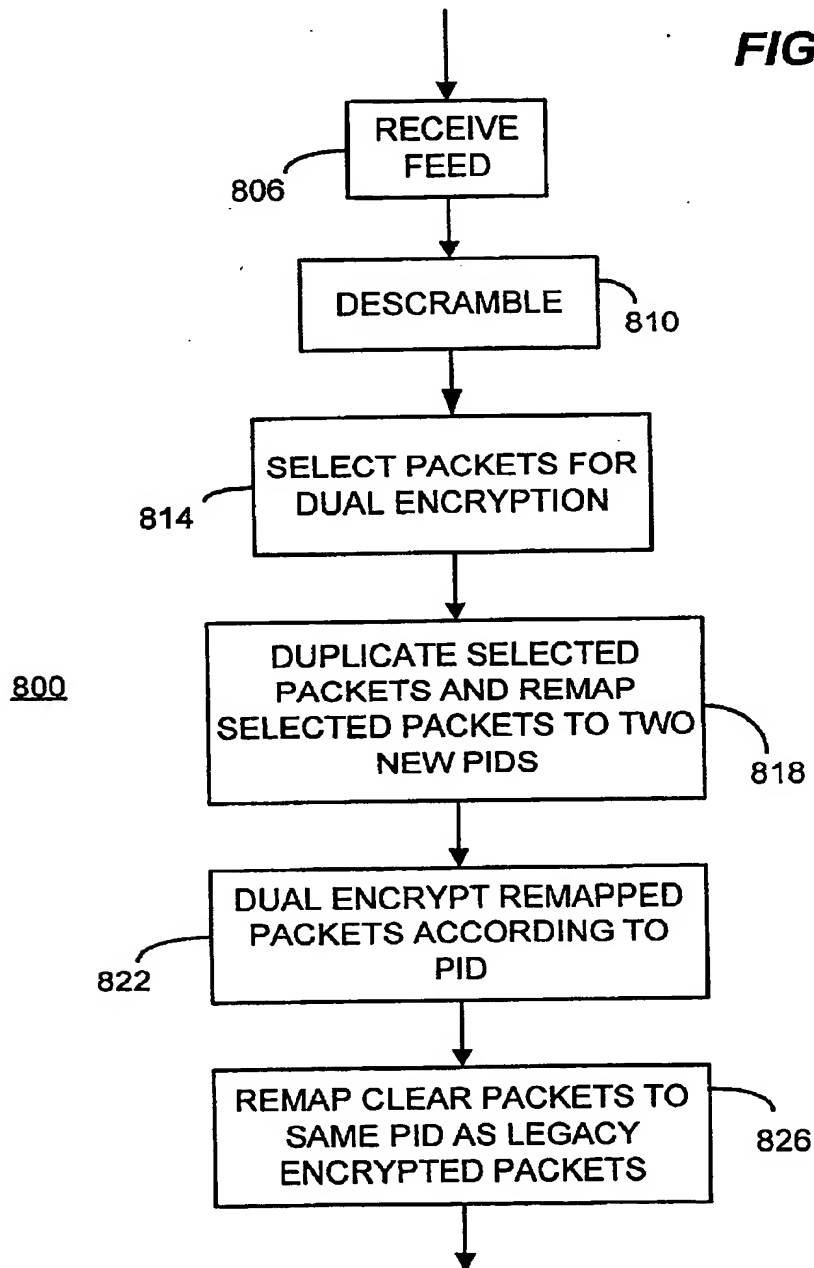 FIG
RECEIVE
FEED
806
DESCRAMBLE
810
SELECT PACKETS FOR
DUAL ENCRYPTION
814
800
DUPLICATE SELECTED
PACKETS AND REMAP
SELECTED PACKETS TO TWO
NEW PIDS
818
DUAL ENCRYPT REMAPPED
PACKETS ACCORDING TO
PID
822
REMAP CLEAR PACKETS TO
SAME PID AS LEGACY
ENCRYPTED PACKETS
826